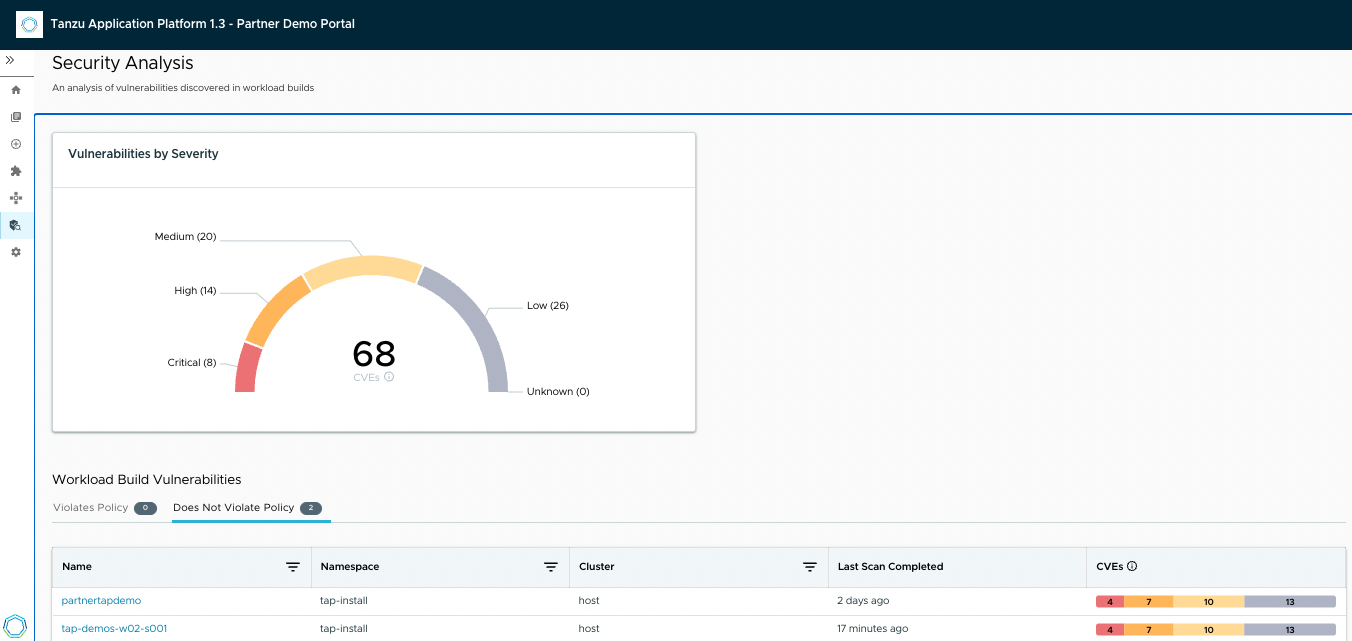 Tanzu Application Platform 1.3 - Partner Demo Portal
Security Analysis
An analysis of vulnerabilities discovered in workload builds
Vulnerabilities by Severity
Medium (20)
High (14)
Low (26)
68
Critical (8)
CVEs
Unknown (0)
Workload Build Vulnerabilities
Violates Policy 0 Does Not Violate Policy 2
Name Namespace Cluster Last Scan Completed CVEs
partnertapdemo tap-install host 2 days ago 4 7 10 13
tap-demos-w02-s001 tap-install host 17 minutes ago 4 7 10 13